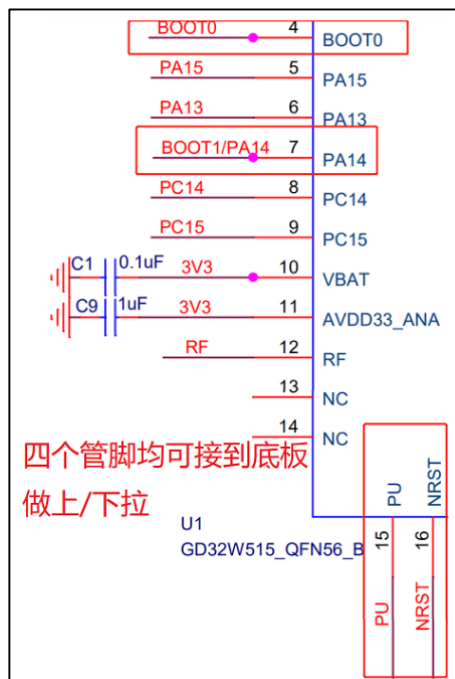 BOOT0 4 BOOT0
PA15 5 PA15
PA13 6 PA13
BOOT1/PA14 7 PA14
PC14 8 PC14
PC15 9 PC15
C1 0.1uF 3V3 10 VBAT
C9 1uF 3V3 11 AVDD33_ANA
RF 12 RF
13 NC
14 NC
四个管脚均可接到底板
做上/下拉
PU NRST
U1
GD32W515_QFN56_B
15 16
PU NRST